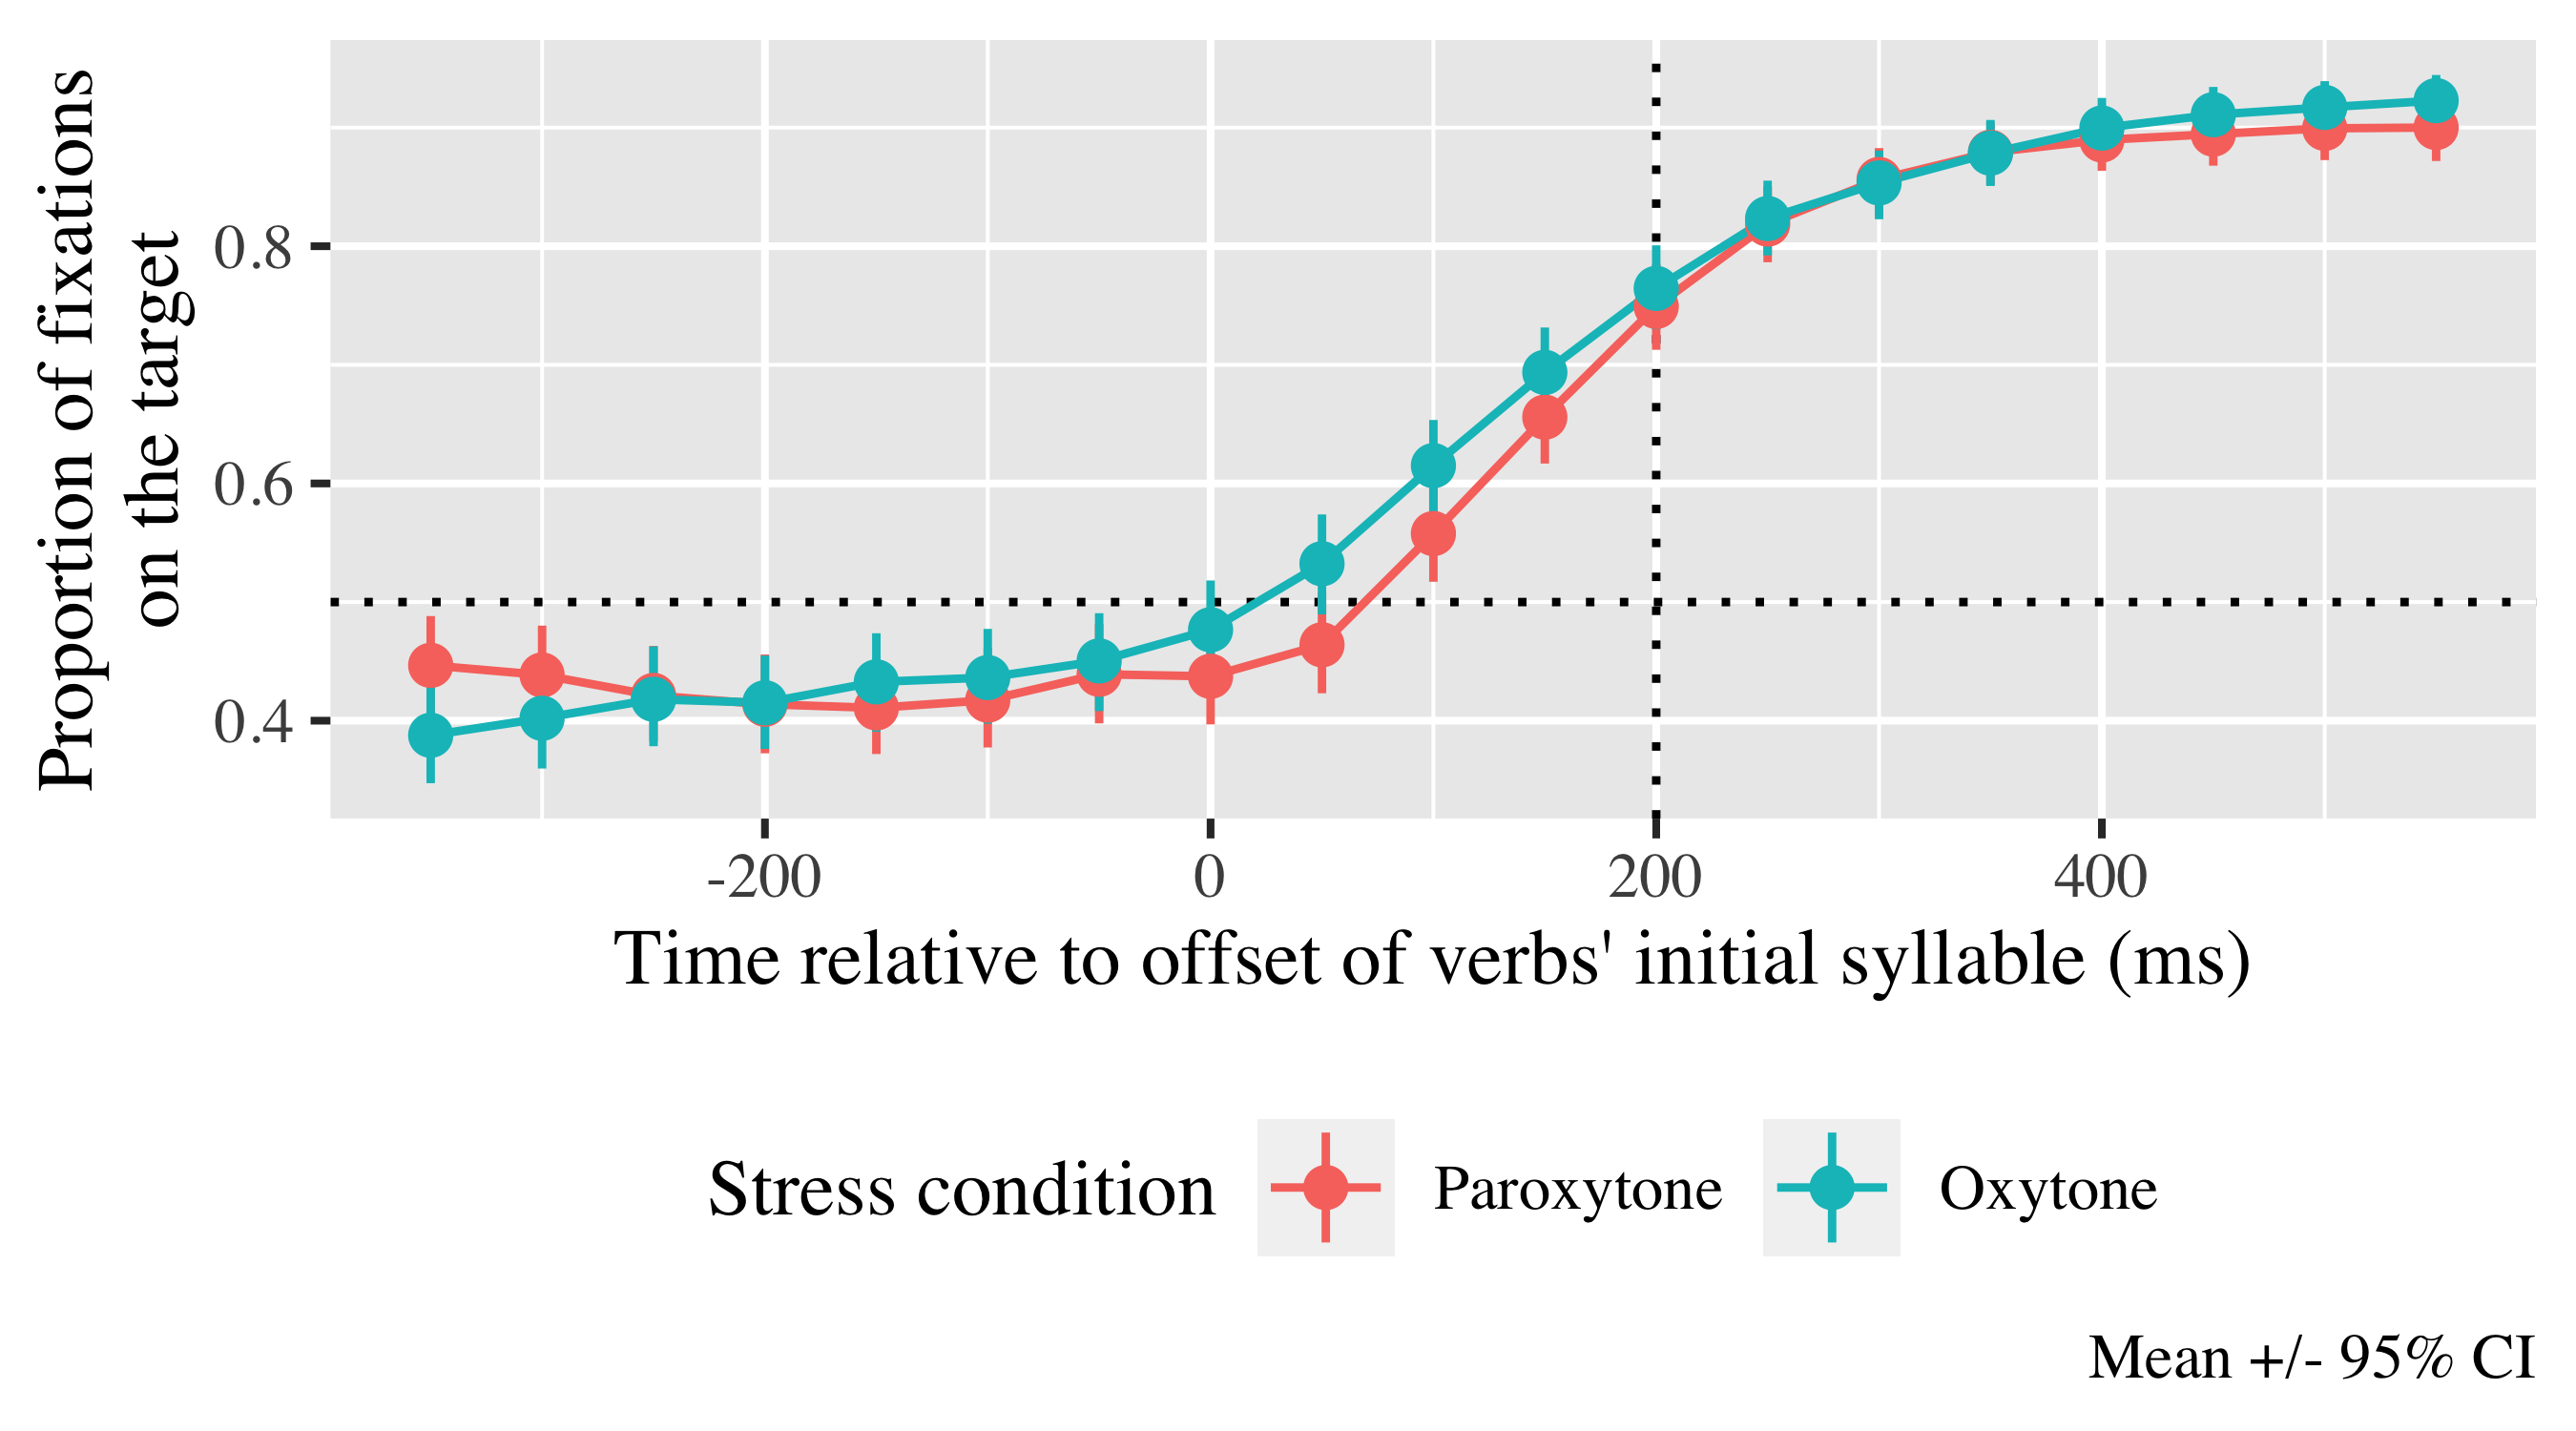 Proportion of fixations
on the target
0.8
0.6
0.4
-200 0 200 400
Time relative to offset of verbs' initial syllable (ms)
Stress condition Paroxytone Oxytone
Mean +/- 95% CI